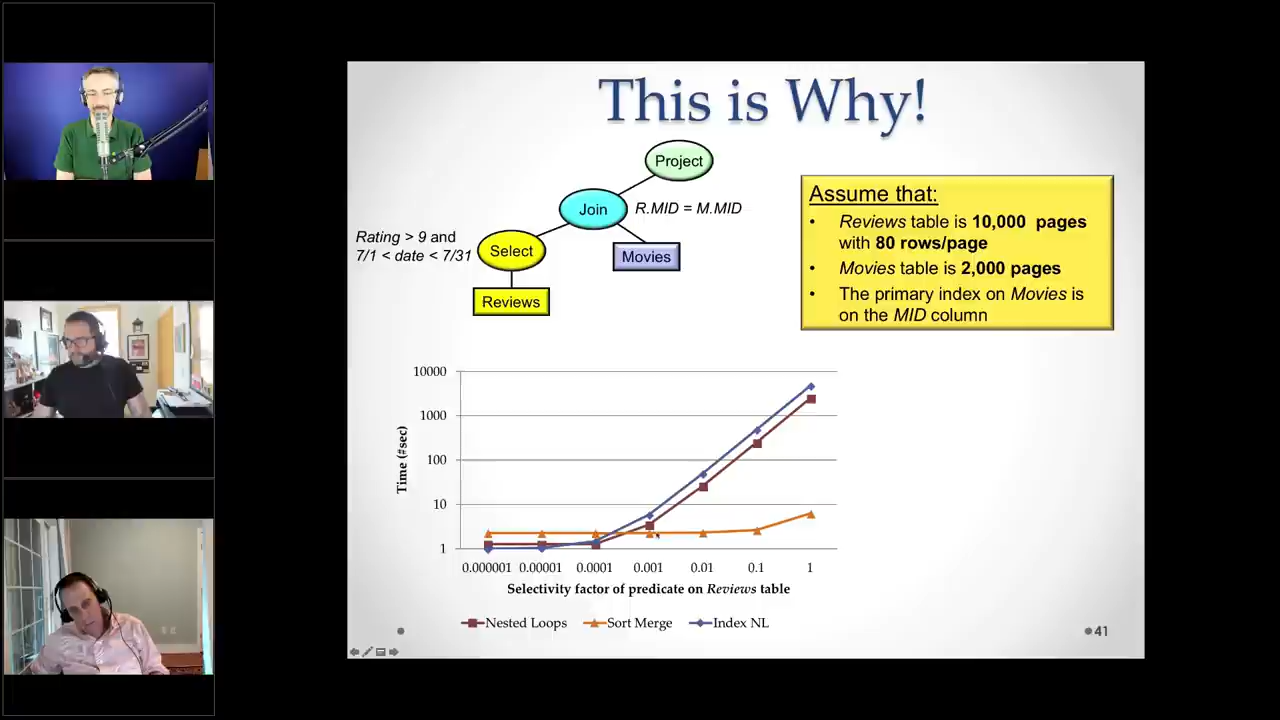 This is Why!
Project
Join
R.MID = M.MID
Rating > 9 and
7/1 < date < 7/31
Select
Movies
Reviews
Assume that:
• Reviews table is 10,000 pages
with 80 rows/page
• Movies table is 2,000 pages
• The primary index on Movies is
on the MID column
Time (#sec)
10000
1000
100
10
1
0.000001 0.00001 0.0001 0.001 0.01 0.1 1
Selectivity factor of predicate on Reviews table
Nested Loops Sort Merge Index NL
41